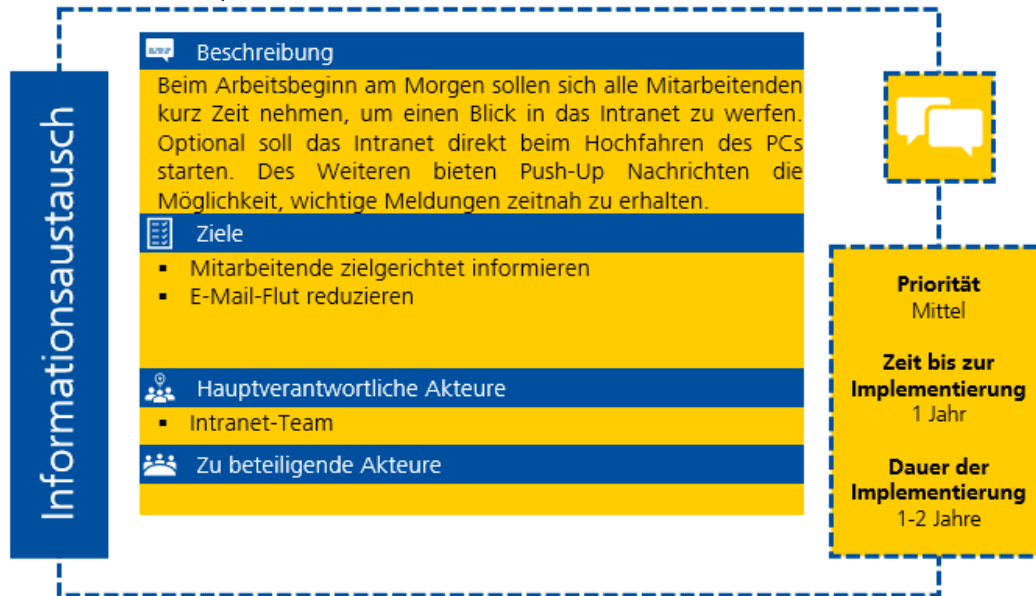 Informationsaustausch
Beschreibung
Beim Arbeitsbeginn am Morgen sollen sich alle Mitarbeitenden
kurz Zeit nehmen, um einen Blick in das Intranet zu werfen.
Optional soll das Intranet direkt beim Hochfahren des PCs
starten. Des Weiteren bieten Push-Up Nachrichten die
Möglichkeit, wichtige Meldungen zeitnah zu erhalten.
Ziele
▪ Mitarbeitende zielgerichtet informieren
▪ E-Mail-Flut reduzieren
Hauptverantwortliche Akteure
▪ Intranet-Team
Zu beteiligende Akteure
Priorität
Mittel
Zeit bis zur
Implementierung
1 Jahr
Dauer der
Implementierung
1-2 Jahre